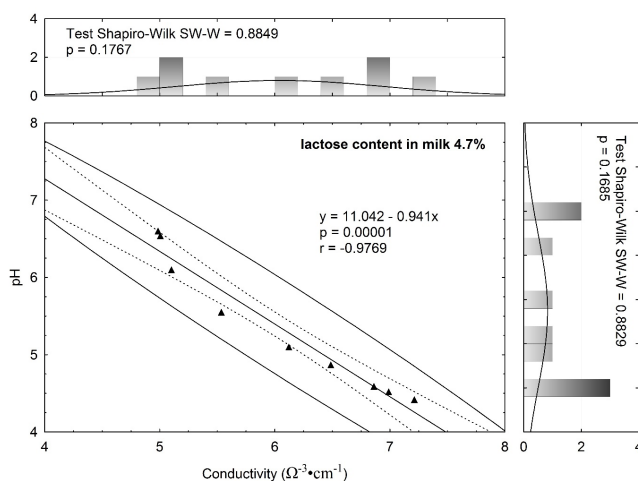 4
2
0
Test Shapiro-Wilk SW-W = 0.8849
p = 0.1767
pH
8
7
6
5
4
lactose content in milk 4.7%
y = 11.042 - 0.941x
p = 0.00001
r = -0.9769
4 5 6 7 8
Conductivity (Ω⁻³•cm⁻¹)
Test Shapiro-Wilk SW-W = 0.8829
p = 0.1685
0 2 4